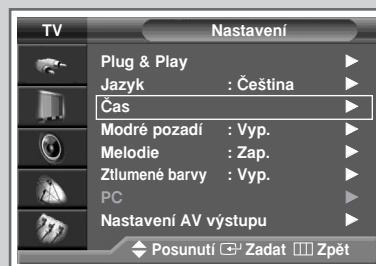 TV Nastavení
Plug & Play
Jazyk : Čeština
Čas
Modré pozadí : Vyp.
Melodie : Zap.
Ztlumené barvy : Vyp.
PC
Nastavení AV výstupu
Posunutí Zadat Zpět